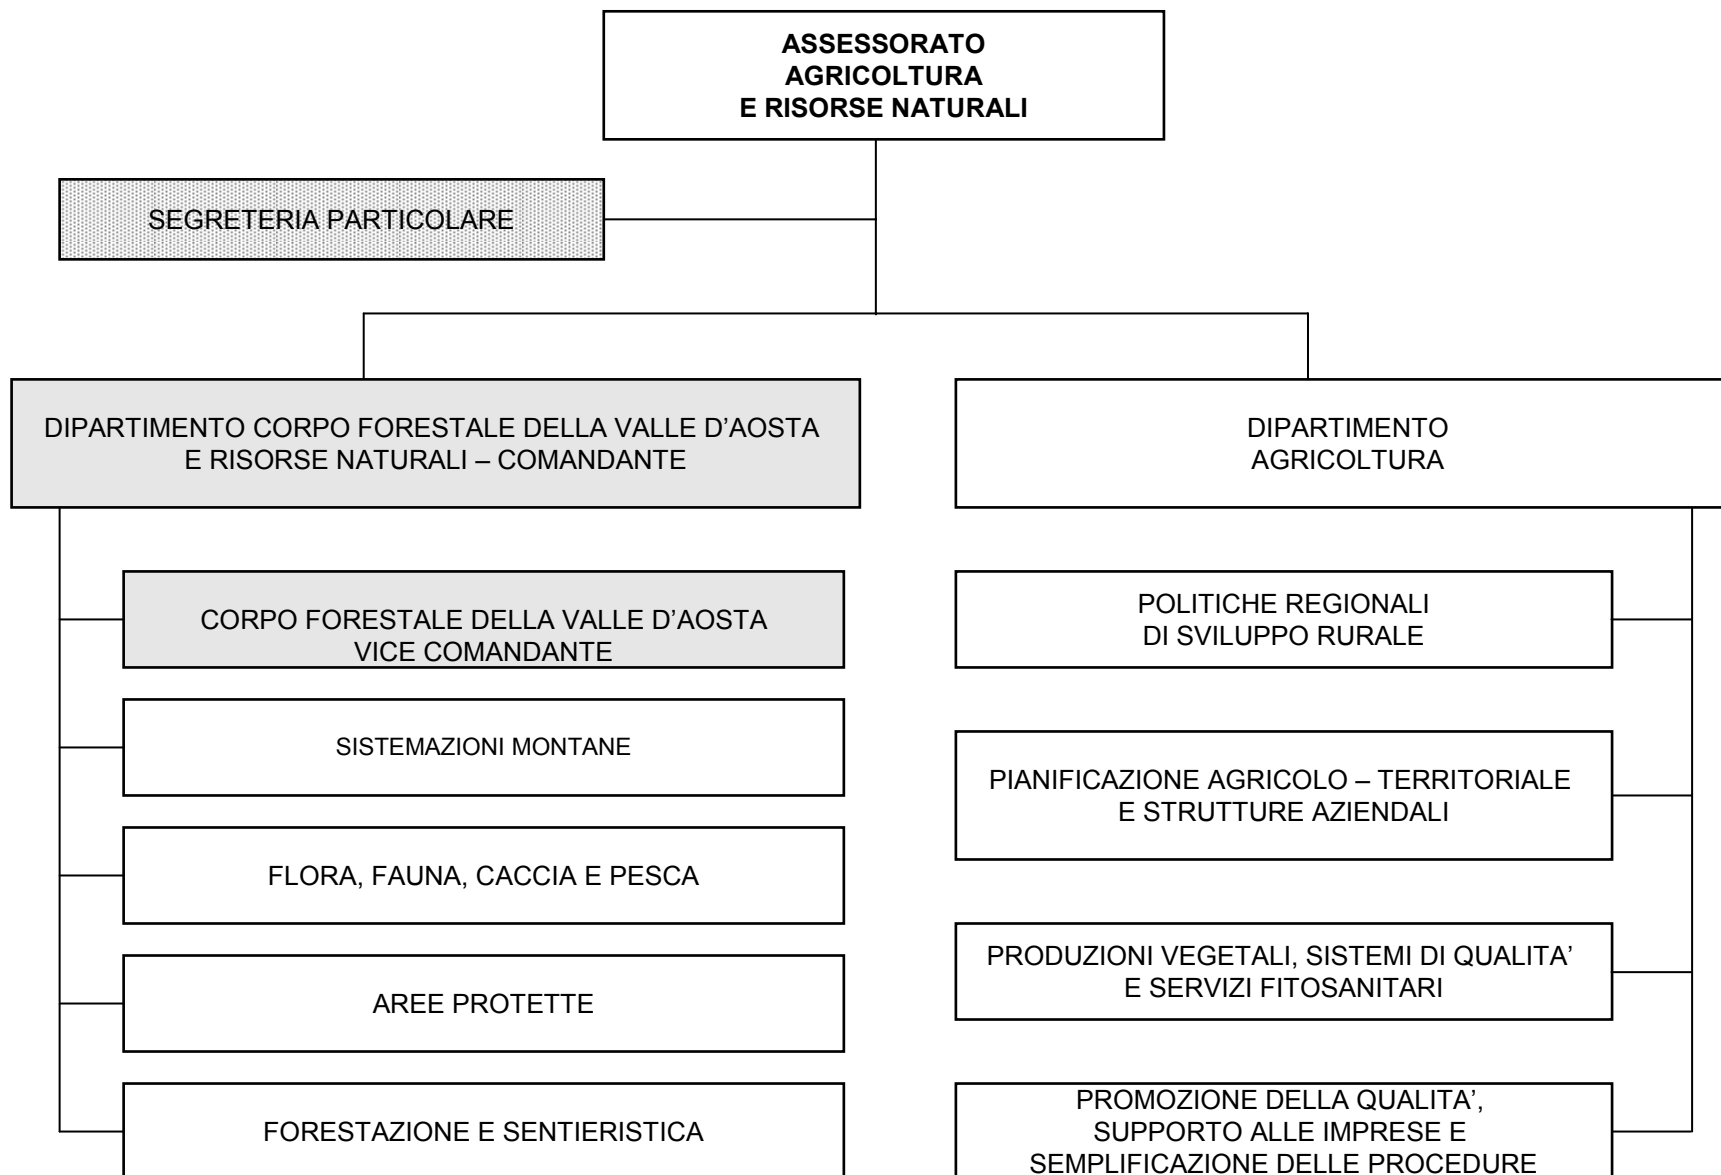 ASSESSORATO
AGRICOLTURA
E RISORSE NATURALI
SEGRETERIA PARTICOLARE
DIPARTIMENTO CORPO FORESTALE DELLA VALLE D'AOSTA
E RISORSE NATURALI – COMANDANTE
CORPO FORESTALE DELLA VALLE D'AOSTA
VICE COMANDANTE
SISTEMAZIONI MONTANE
FLORA, FAUNA, CACCIA E PESCA
AREE PROTETTE
FORESTAZIONE E SENTIERISTICA
DIPARTIMENTO
AGRICOLTURA
POLITICHE REGIONALI
DI SVILUPPO RURALE
PIANIFICAZIONE AGRICOLO – TERRITORIALE
E STRUTTURE AZIENDALI
PRODUZIONI VEGETALI, SISTEMI DI QUALITA'
E SERVIZI FITOSANITARI
PROMOZIONE DELLA QUALITA',
SUPPORTO ALLE IMPRESE E
SEMPLIFICAZIONE DELLE PROCEDURE